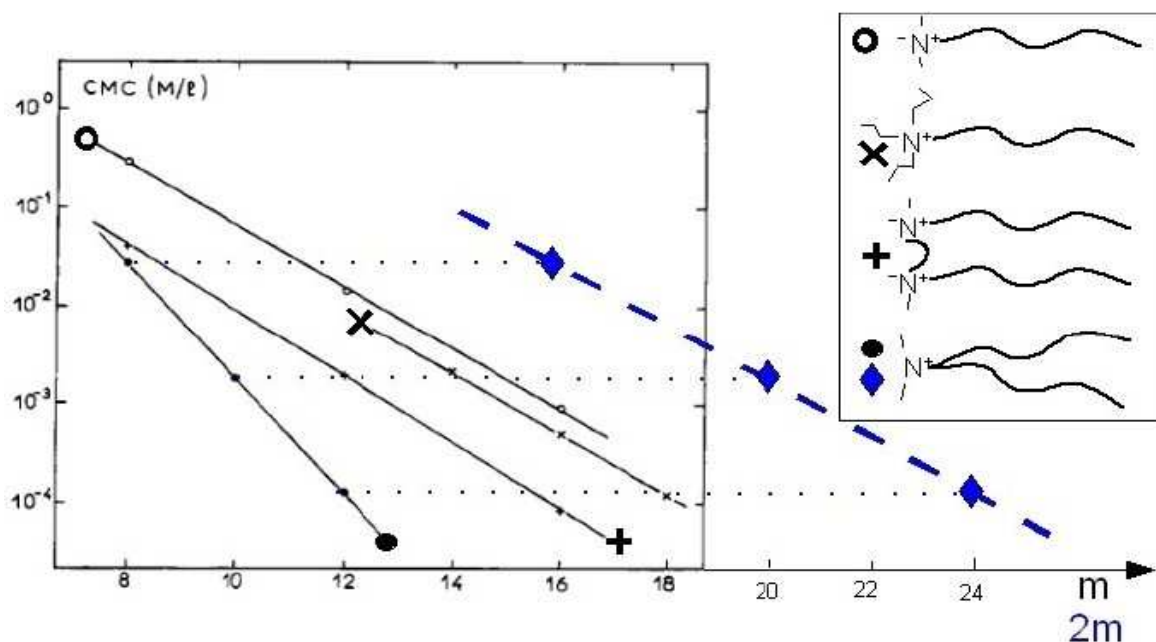 CMC (M/ℓ)
10⁰
10⁻¹
10⁻²
10⁻³
10⁻⁴
8 10 12 14 16 18 20 22 24
m
2m
⁻N⁺
N⁺
⁻N⁺
⁻N⁺
N⁺